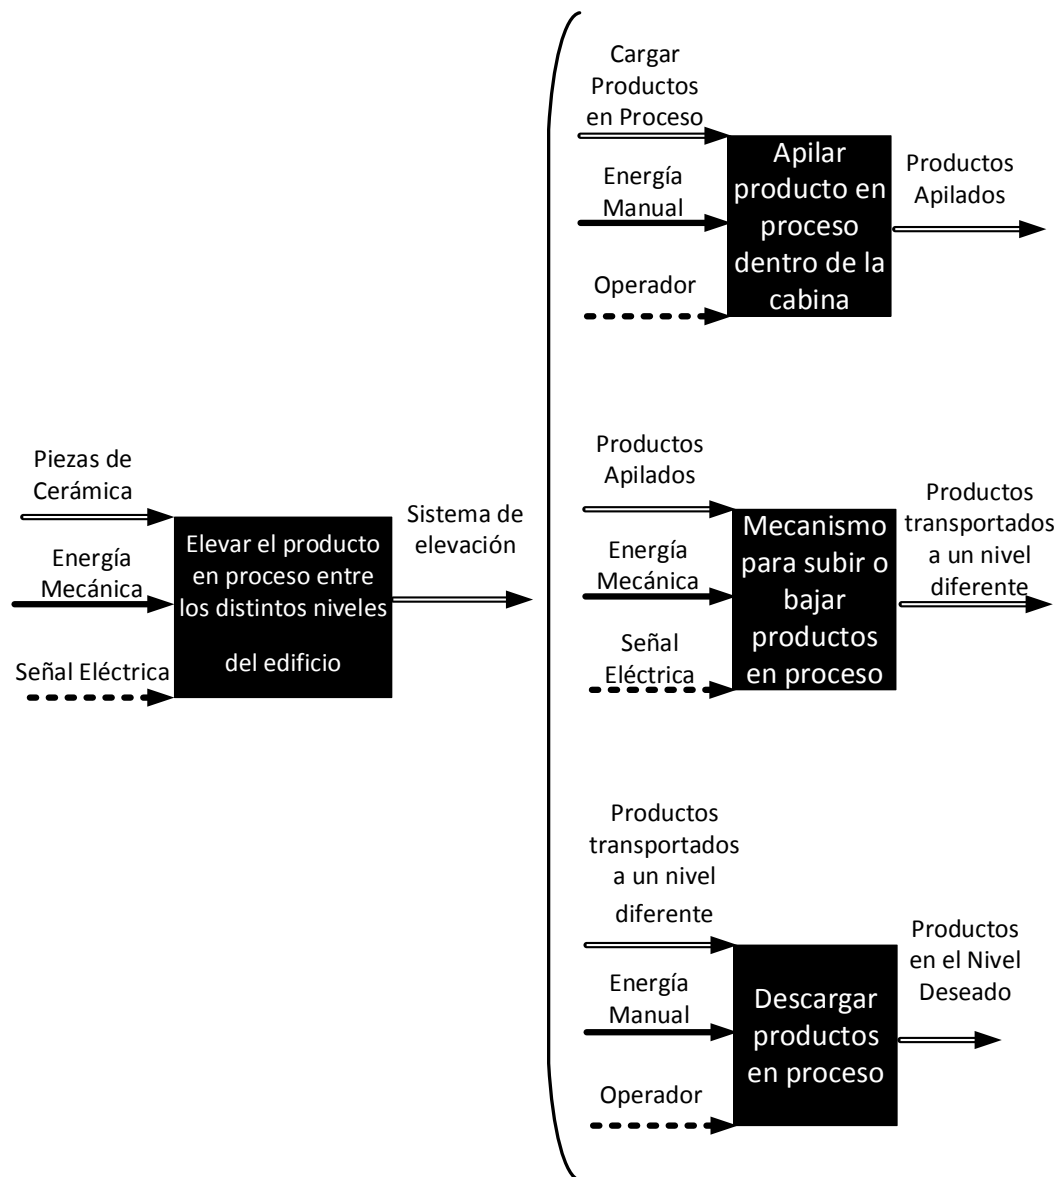 Piezas de
Cerámica
Energía
Mecánica
Señal Eléctrica
Elevar el producto
en proceso entre
los distintos niveles
del edificio
Sistema de
elevación
Cargar
Productos
en Proceso
Energía
Manual
Operador
Apilar
producto en
proceso
dentro de la
cabina
Productos
Apilados
Productos
Apilados
Energía
Mecánica
Señal
Eléctrica
Mecanismo
para subir o
bajar
productos
en proceso
Productos
transportados
a un nivel
diferente
Productos
transportados
a un nivel
diferente
Energía
Manual
Operador
Descargar
productos
en proceso
Productos
en el Nivel
Deseado